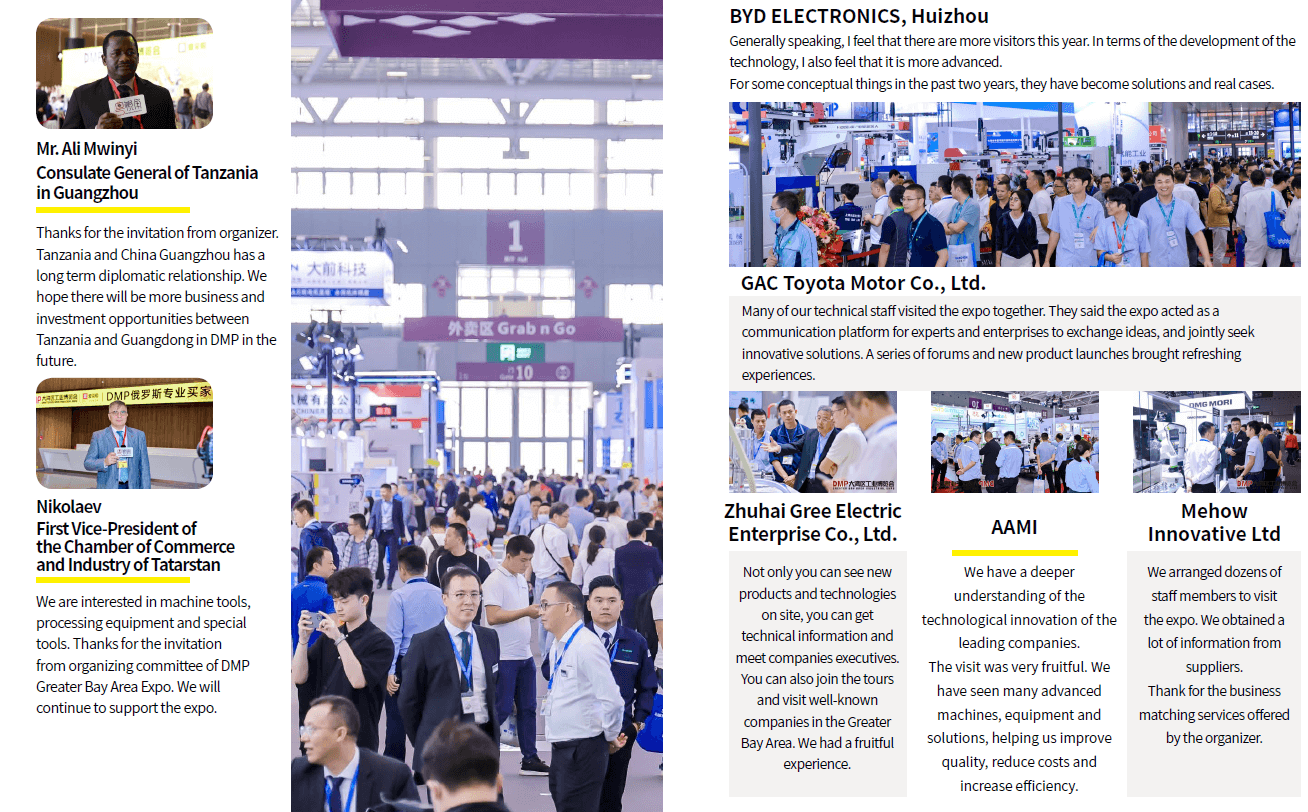 Mr. Ali Mwinyi
Consulate General of Tanzania
in Guangzhou
Thanks for the invitation from organizer.
Tanzania and China Guangzhou has a
long term diplomatic relationship. We
hope there will be more business and
investment opportunities between
Tanzania and Guangdong in DMP in the
future.
DMP俄罗斯专业买家
Nikolaev
First Vice-President of
the Chamber of Commerce
and Industry of Tatarstan
We are interested in machine tools,
processing equipment and special
tools. Thanks for the invitation
from organizing committee of DMP
Greater Bay Area Expo. We will
continue to support the expo.
1
大前科技
外卖区 Grab n Go
10
械有限公司
BYD ELECTRONICS, Huizhou
Generally speaking, I feel that there are more visitors this year. In terms of the development of the
technology, I also feel that it is more advanced.
For some conceptual things in the past two years, they have become solutions and real cases.
GAC Toyota Motor Co., Ltd.
Many of our technical staff visited the expo together. They said the expo acted as a
communication platform for experts and enterprises to exchange ideas, and jointly seek
innovative solutions. A series of forums and new product launches brought refreshing
experiences.
DMP 大湾区工业博览会
DMG MORI
Zhuhai Gree Electric
Enterprise Co., Ltd.
Not only you can see new
products and technologies
on site, you can get
technical information and
meet companies executives.
You can also join the tours
and visit well-known
companies in the Greater
Bay Area. We had a fruitful
experience.
AAMI
We have a deeper
understanding of the
technological innovation of the
leading companies.
The visit was very fruitful. We
have seen many advanced
machines, equipment and
solutions, helping us improve
quality, reduce costs and
increase efficiency.
Mehow
Innovative Ltd
We arranged dozens of
staff members to visit
the expo. We obtained a
lot of information from
suppliers.
Thank for the business
matching services offered
by the organizer.